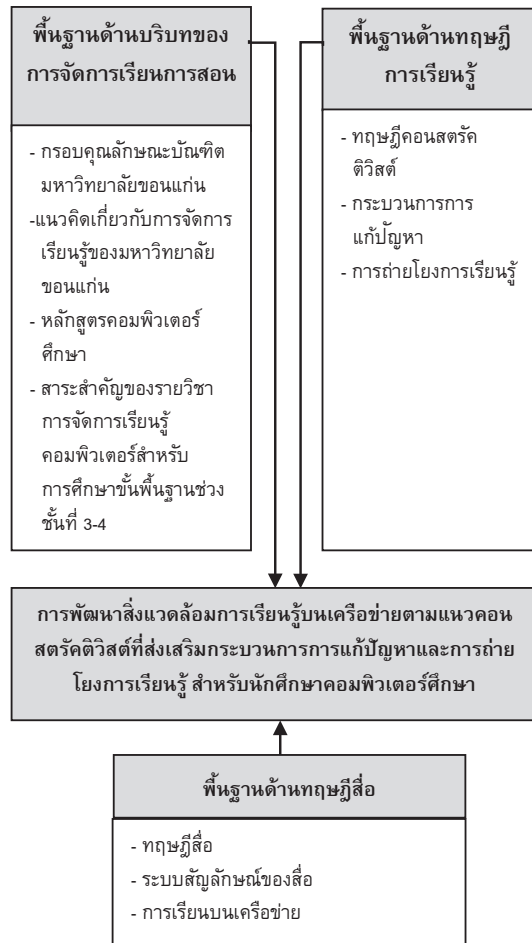 พื้นฐานด้านบริบทของ
การจัดการเรียนการสอน
- กรอบคุณลักษณะบัณฑิต
มหาวิทยาลัยขอนแก่น
-แนวคิดเกี่ยวกับการจัดการ
เรียนรู้ของมหาวิทยาลัย
ขอนแก่น
- หลักสูตรคอมพิวเตอร์
ศึกษา
- สาระสำคัญของรายวิชา
การจัดการเรียนรู้
คอมพิวเตอร์สำหรับ
การศึกษาขั้นพื้นฐานช่วง
ชั้นที่ 3-4
พื้นฐานด้านทฤษฎี
การเรียนรู้
- ทฤษฎีคอนสตรัค
ติวิสต์
- กระบวนการการ
แก้ปัญหา
- การถ่ายโยงการเรียนรู้
การพัฒนาสิ่งแวดล้อมการเรียนรู้บนเครือข่ายตามแนวคอน
สตรัคติวิสต์ที่ส่งเสริมกระบวนการการแก้ปัญหาและการถ่าย
โยงการเรียนรู้ สำหรับนักศึกษาคอมพิวเตอร์ศึกษา
พื้นฐานด้านทฤษฎีสื่อ
- ทฤษฎีสื่อ
- ระบบสัญลักษณ์ของสื่อ
- การเรียนบนเครือข่าย